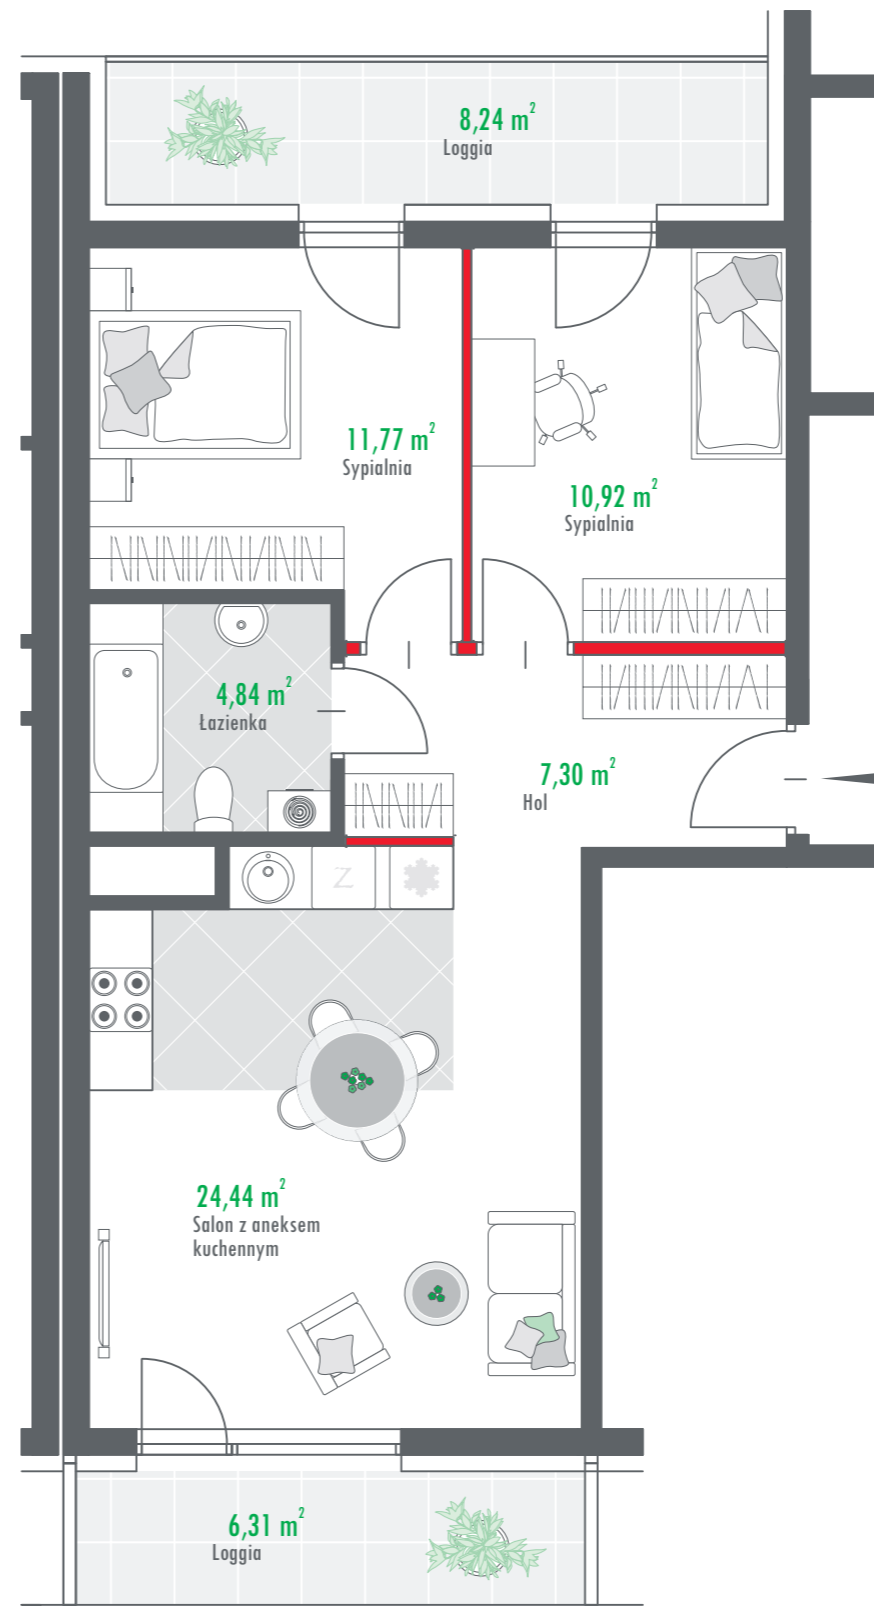 8,24 m²
Loggia
11,77 m²
Sypialnia
10,92 m²
Sypialnia
4,84 m²
Łazienka
7,30 m²
Hol
Z
24,44 m²
Salon z aneksem
kuchennym
6,31 m²
Loggia